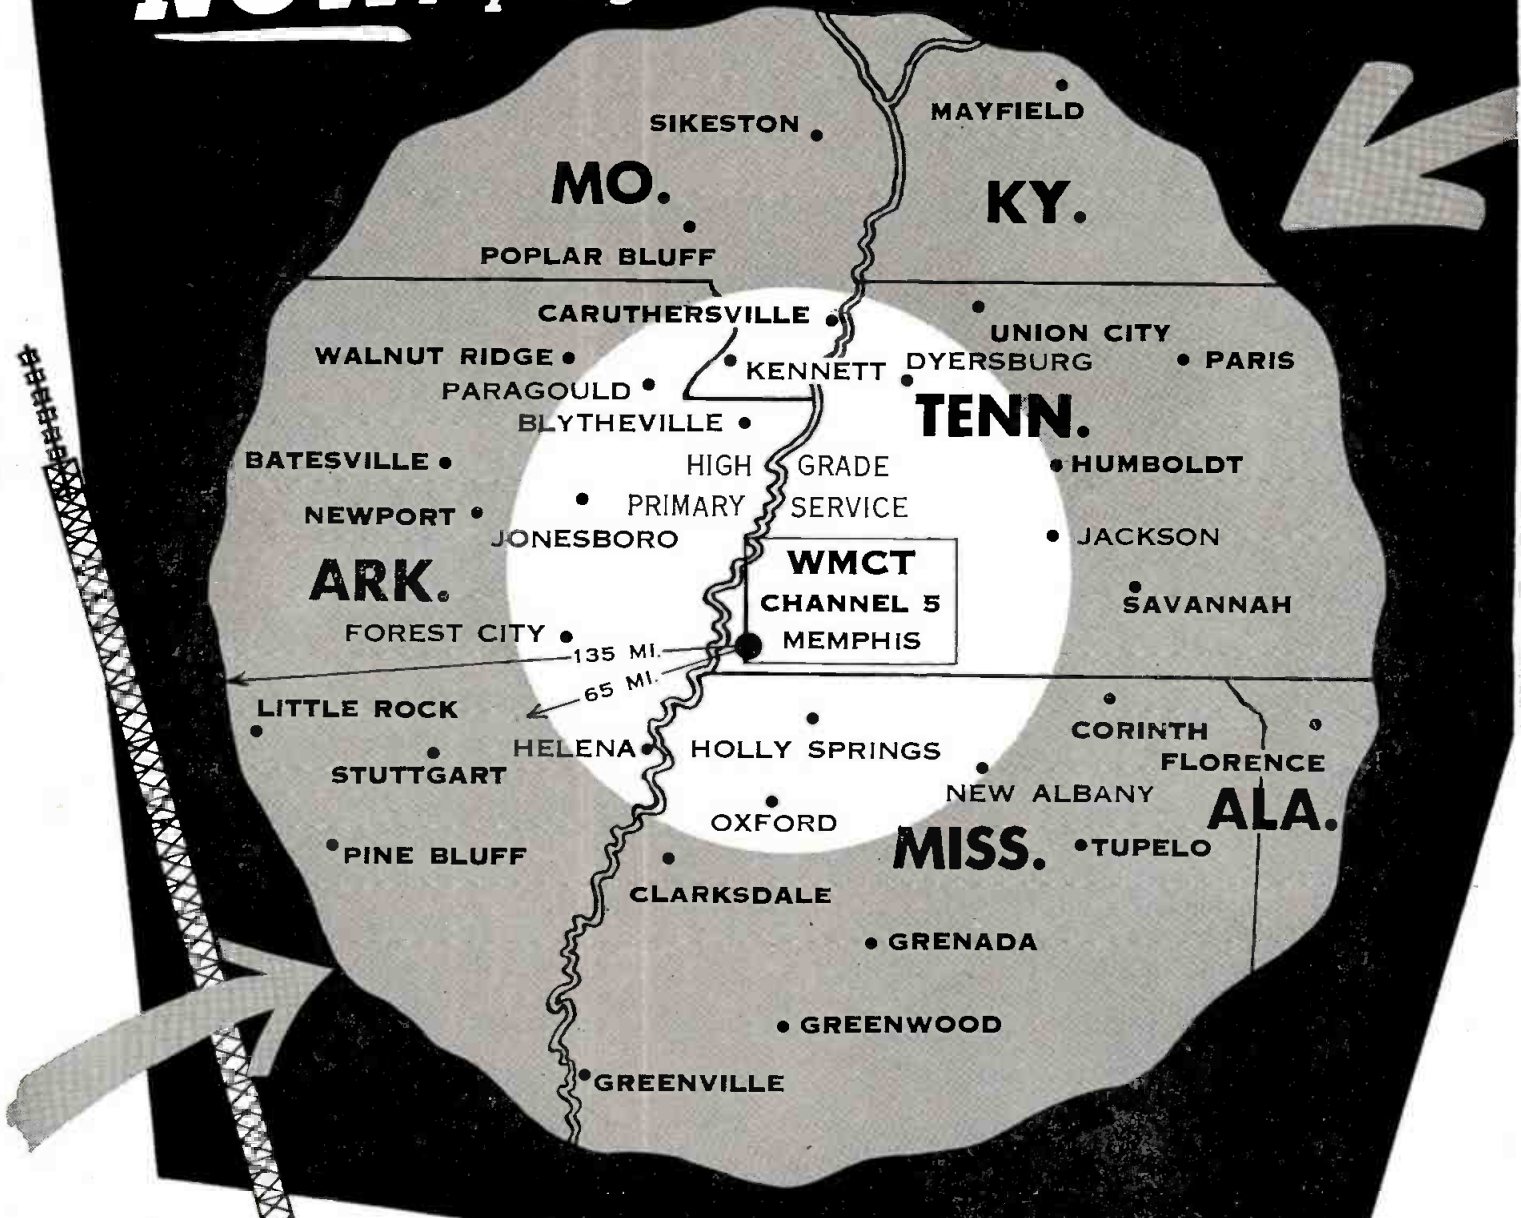 NOW
SIKESTON
MAYFIELD
MO.
KY.
POPLAR BLUFF
CARUTHERSVILLE
UNION CITY
WALNUT RIDGE
KENNETT
DYERSBURG
PARIS
PARAGOULD
TENN.
BLYTHEVILLE
BATESVILLE
HIGH GRADE
HUMBOLDT
PRIMARY SERVICE
NEWPORT
JONESBORO
JACKSON
WMCT
CHANNEL 5
MEMPHIS
ARK.
SAVANNAH
FOREST CITY
135 MI.
65 MI.
LITTLE ROCK
CORINTH
HELENA
HOLLY SPRINGS
FLORENCE
STUTTGART
NEW ALBANY
ALA.
OXFORD
MISS.
TUPELO
PINE BLUFF
CLARKSDALE
GRENADA
GREENWOOD
GREENVILLE